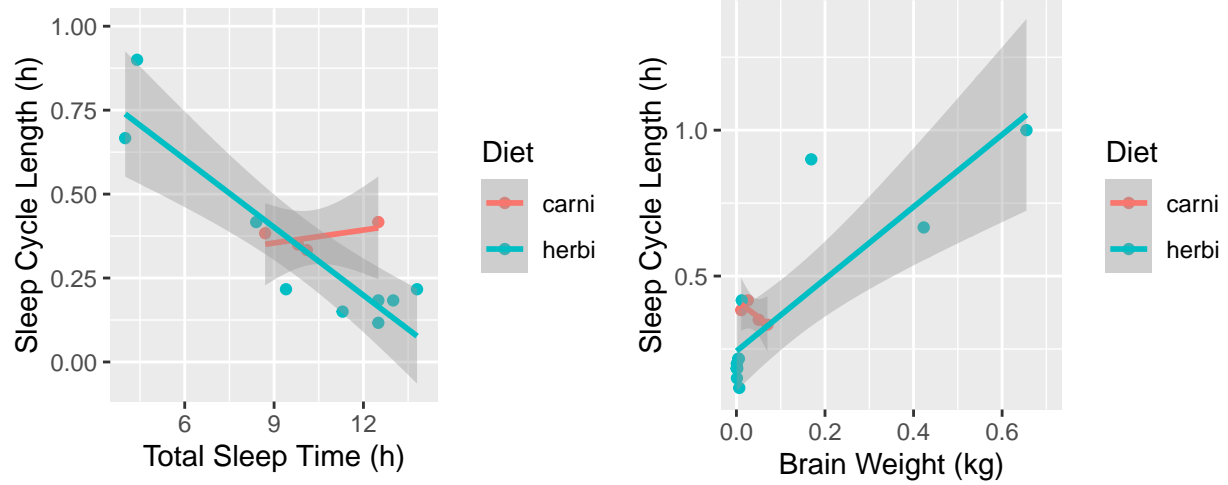 Sleep Cycle Length (h)
1.00
0.75
0.50
0.25
0.00
6 9 12
Total Sleep Time (h)
Diet
carni
herbi
Sleep Cycle Length (h)
1.0
0.5
0.0 0.2 0.4 0.6
Brain Weight (kg)
Diet
carni
herbi